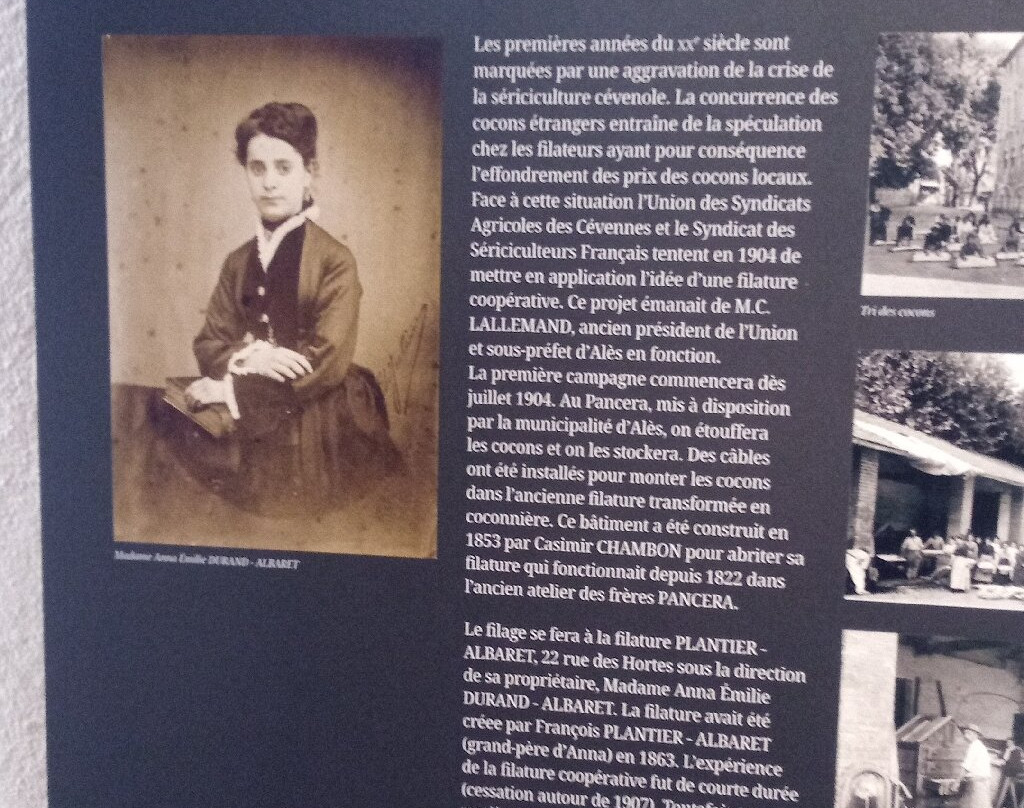 Les premières années du XXe siècle sont
marquées par une aggravation de la crise de
la sériciculture cévenole. La concurrence des
cocons étrangers entraîne de la spéculation
chez les filateurs ayant pour conséquence
l'effondrement des prix des cocons locaux.
Face à cette situation l'Union des Syndicats
Agricoles des Cévennes et le Syndicat des
Sériciculteurs Français tentent en 1904 de
mettre en application l'idée d'une filature
coopérative. Ce projet émanait de M.C.
LALLEMAND, ancien président de l'Union
et sous-préfet d'Alès en fonction.
La première campagne commencera dès
juillet 1904. Au Pancera, mis à disposition
par la municipalité d'Alès, on étouffera
les cocons et on les stockera. Des câbles
ont été installés pour monter les cocons
dans l'ancienne filature transformée en
coconnière. Ce bâtiment a été construit en
1853 par Casimir CHAMBON pour abriter sa
filature qui fonctionnait depuis 1822 dans
l'ancien atelier des frères PANCERA.
Le filage se fera à la filature PLANTIER -
ALBARET, 22 rue des Hortes sous la direction
de sa propriétaire, Madame Anna Émilie
DURAND - ALBARET. La filature avait été
créee par François PLANTIER - ALBARET
(grand-père d'Anna) en 1863. L'expérience
de la filature coopérative fut de courte durée
(cessation autour de 1907). Toutefois
Madame Anna Emilie DURAND - ALBARET
Tri des cocons